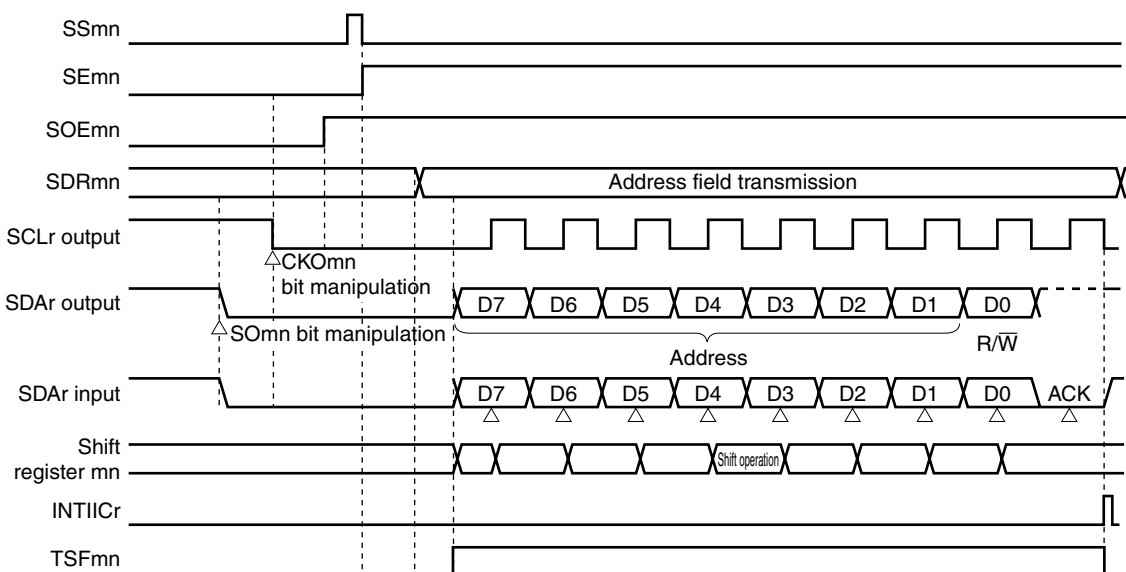 SSmn
SEmn
SOEmn
SDRmn
Address field transmission
SCLr output
CKOmn
bit manipulation
SDAr output
D7 D6 D5 D4 D3 D2 D1 D0
SOmn bit manipulation
Address
R/W̅
SDAr input
D7 D6 D5 D4 D3 D2 D1 D0 ACK
Shift
register mn
Shift operation
INTIICr
TSFmn